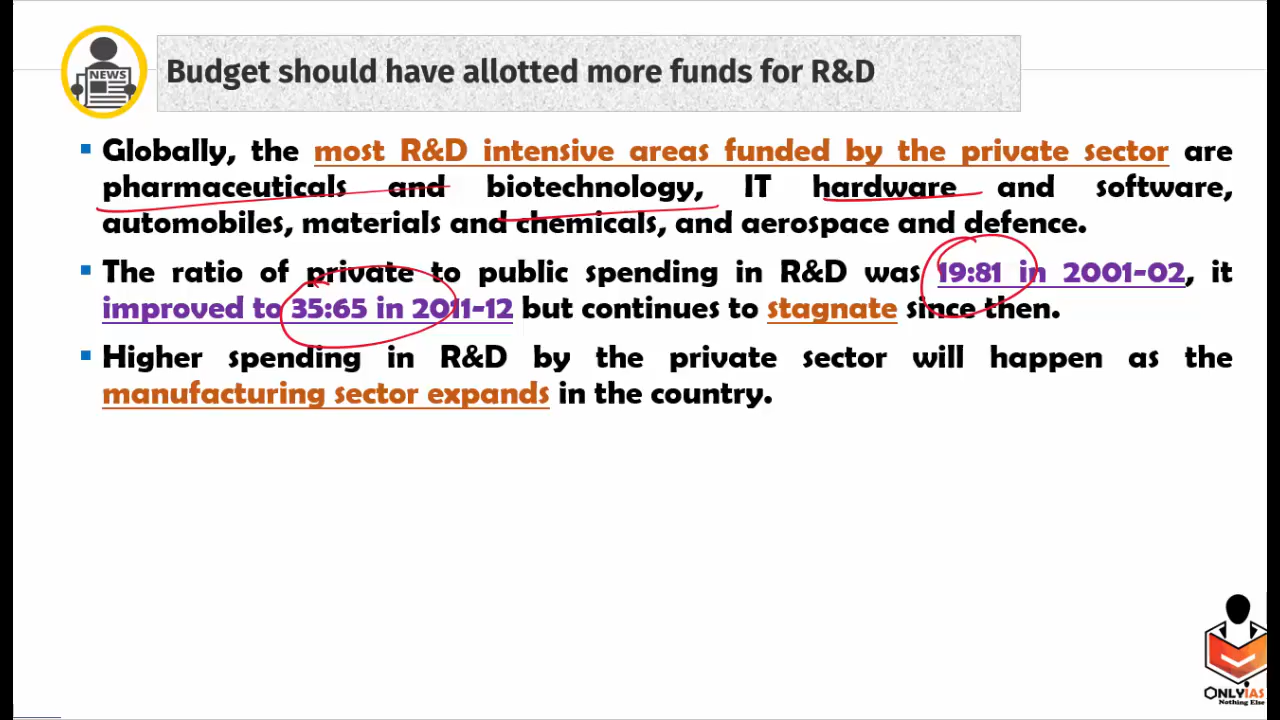 NEWS
Budget should have allotted more funds for R&D
Globally, the most R&D intensive areas funded by the private sector are
pharmaceuticals and biotechnology, IT hardware and software,
automobiles, materials and chemicals, and aerospace and defence.
The ratio of private to public spending in R&D was 19:81 in 2001-02, it
improved to 35:65 in 2011-12 but continues to stagnate since then.
Higher spending in R&D by the private sector will happen as the
manufacturing sector expands in the country.
ONLYIAS
Nothing Else